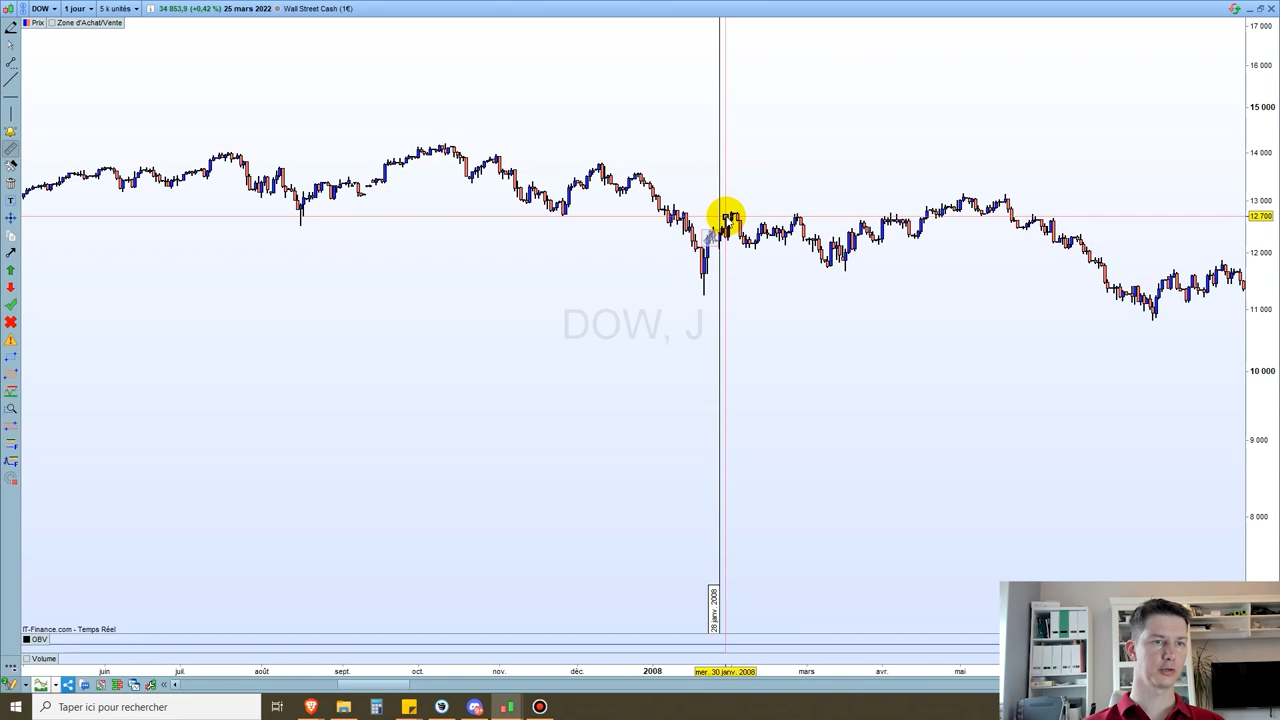 DOW 1 jour 5 k unités 34 853,9 (+0,42 %) 25 mars 2022 Wall Street Cash (1€)
Prix Zone d'Achat/Vente
17 000
16 000
15 000
14 000
13 000
12 700
12 000
11 000
10 000
9 000
8 000
DOW, J
28 janv. 2008
IT-Finance.com - Temps Réel
OBV
Volume
juin juil. août sept. oct. nov. déc. 2008 mer. 30 janv. 2008 mars avr. mai
Taper ici pour rechercher